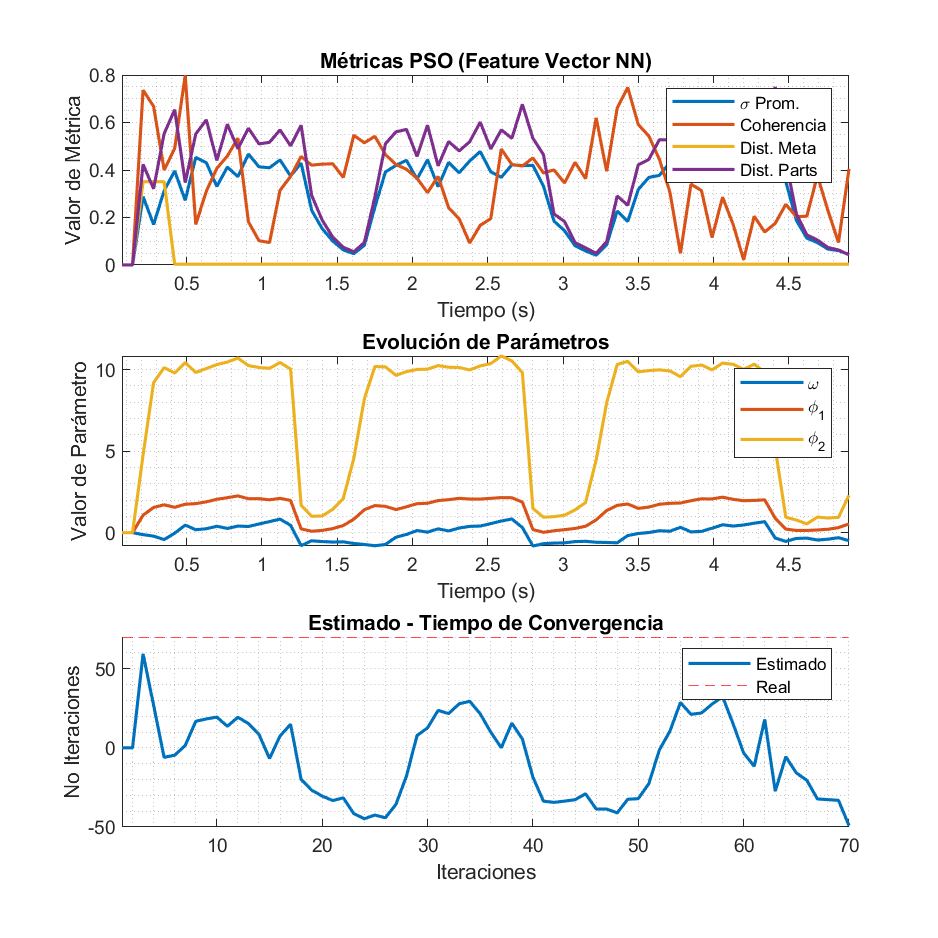 Métricas PSO (Feature Vector NN)
Valor de Métrica
0.8
0.6
0.4
0.2
0
σ Prom.
Coherencia
Dist. Meta
Dist. Parts
0.5 1 1.5 2 2.5 3 3.5 4 4.5
Tiempo (s)
Evolución de Parámetros
Valor de Parámetro
10
5
0
ω
ϕ1
ϕ2
0.5 1 1.5 2 2.5 3 3.5 4 4.5
Tiempo (s)
Estimado - Tiempo de Convergencia
No Iteraciones
50
0
-50
Estimado
Real
10 20 30 40 50 60 70
Iteraciones